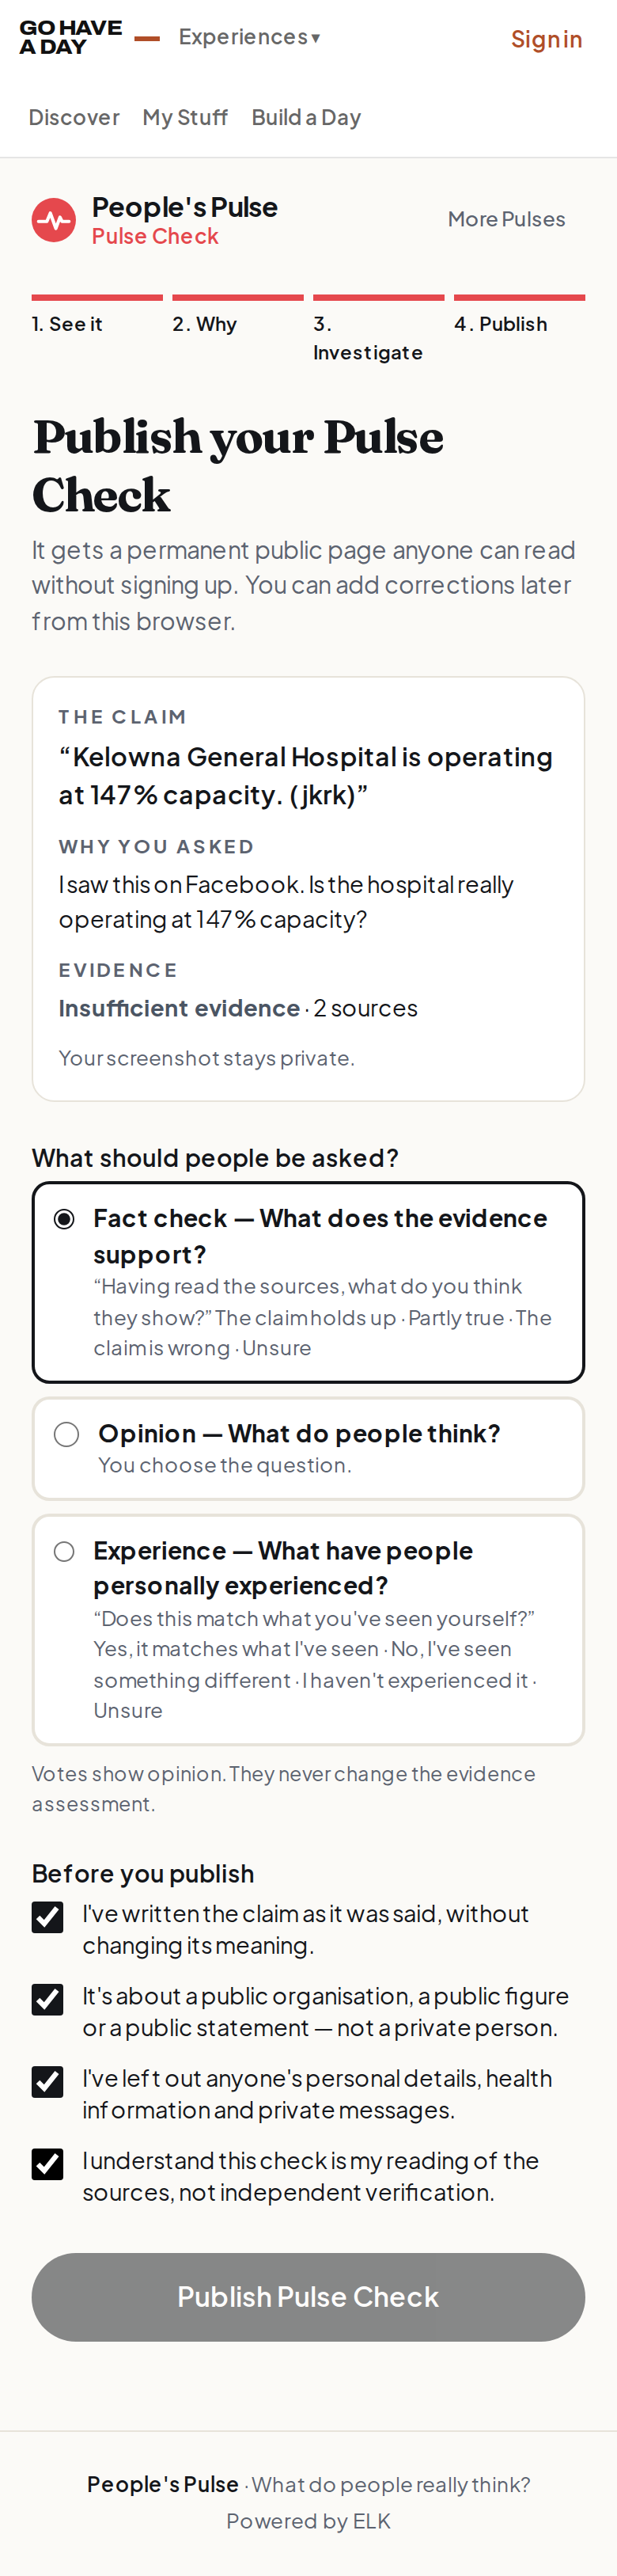 GO HAVE
A DAY
Experiences ▾
Sign in
Discover
My Stuff
Build a Day
People's Pulse
Pulse Check
More Pulses
1. See it
2. Why
3.
Investigate
4. Publish
Publish your Pulse
Check
It gets a permanent public page anyone can read
without signing up. You can add corrections later
from this browser.
THE CLAIM
“Kelowna General Hospital is operating
at 147% capacity. (jkrk)”
WHY YOU ASKED
I saw this on Facebook. Is the hospital really
operating at 147% capacity?
EVIDENCE
Insufficient evidence · 2 sources
Your screenshot stays private.
What should people be asked?
Fact check — What does the evidence
support?
“Having read the sources, what do you think
they show?” The claim holds up · Partly true · The
claim is wrong · Unsure
Opinion — What do people think?
You choose the question.
Experience — What have people
personally experienced?
“Does this match what you've seen yourself?”
Yes, it matches what I've seen · No, I've seen
something different · I haven't experienced it ·
Unsure
Votes show opinion. They never change the evidence
assessment.
Before you publish
I've written the claim as it was said, without
changing its meaning.
It's about a public organisation, a public figure
or a public statement — not a private person.
I've left out anyone's personal details, health
information and private messages.
I understand this check is my reading of the
sources, not independent verification.
Publish Pulse Check
People's Pulse · What do people really think?
Powered by ELK